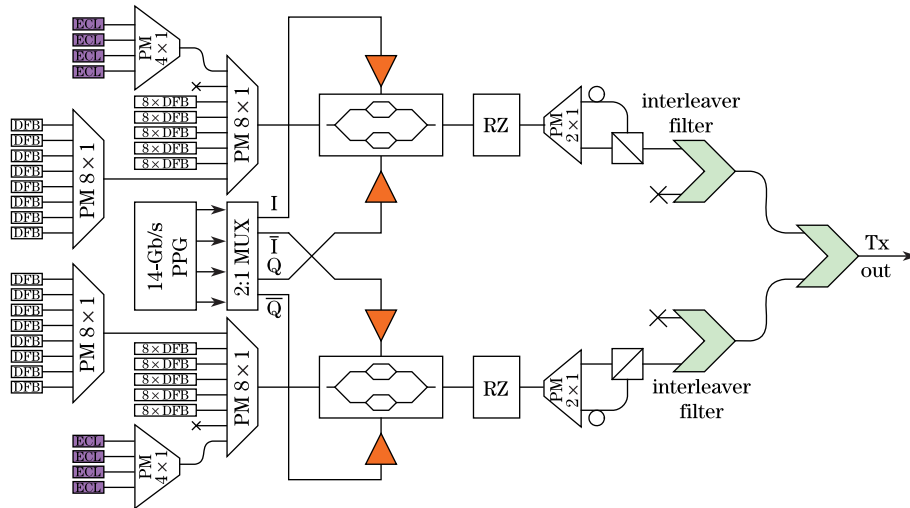 ECL
ECL
ECL
ECL
PM
4×1
8×DFB
8×DFB
8×DFB
8×DFB
8×DFB
PM 8×1
DFB
DFB
DFB
DFB
DFB
DFB
DFB
DFB
PM 8×1
RZ
PM
2×1
interleaver
filter
14-Gb/s
PPG
2:1 MUX
I
I̅
Q
Q̅
Tx
out
DFB
DFB
DFB
DFB
DFB
DFB
DFB
DFB
PM 8×1
8×DFB
8×DFB
8×DFB
8×DFB
8×DFB
PM 8×1
RZ
PM
2×1
interleaver
filter
ECL
ECL
ECL
ECL
PM
4×1